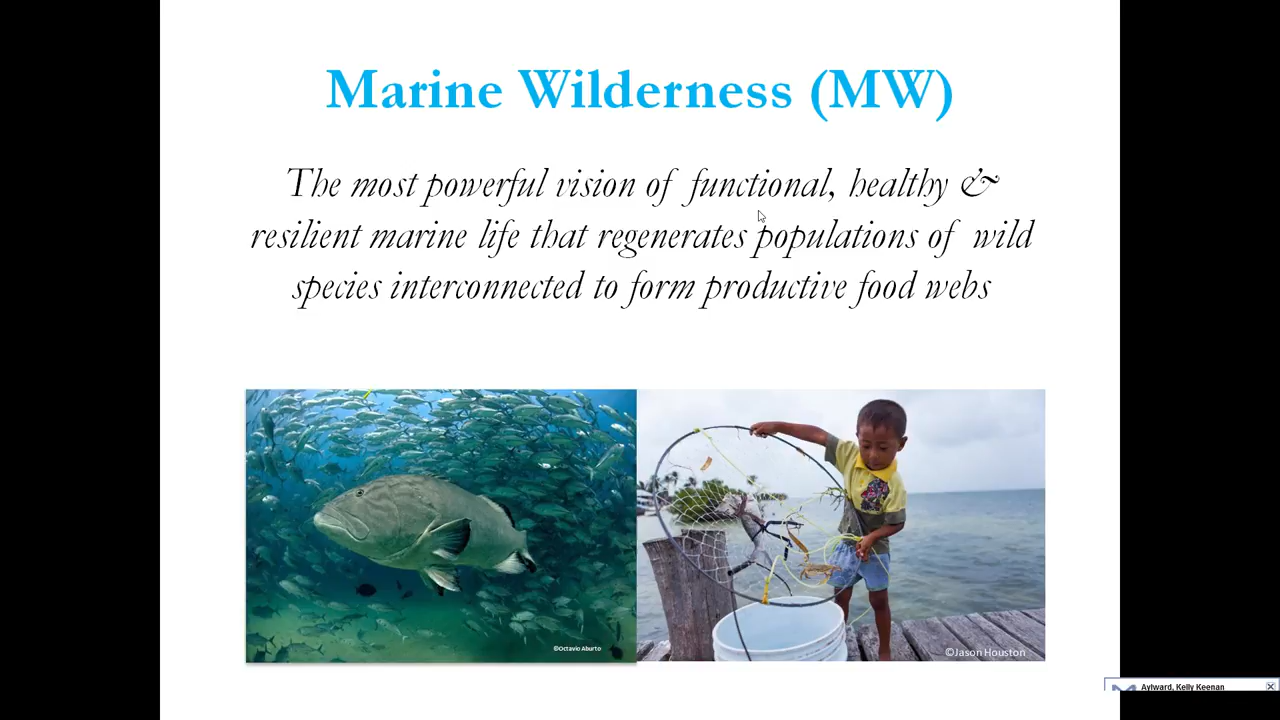 Marine Wilderness (MW)
The most powerful vision of functional, healthy &
resilient marine life that regenerates populations of wild
species interconnected to form productive food webs
©Octavio Aburto
©Jason Houston
Aylward, Kelly Keenan